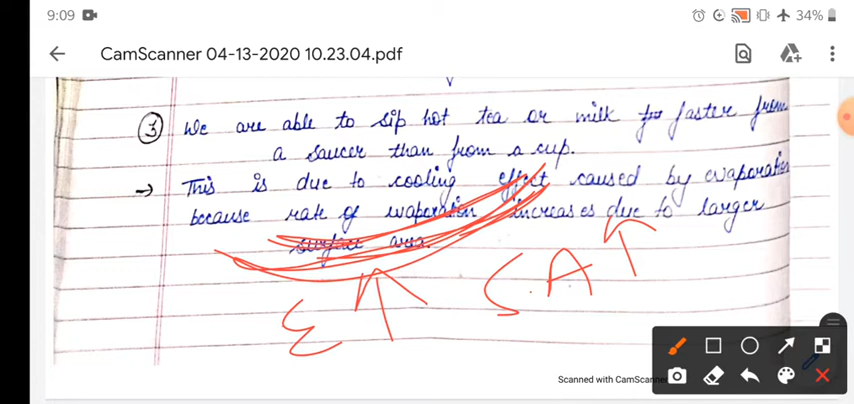 9:09
34%
CamScanner 04-13-2020 10.23.04.pdf
③ We are able to sip hot tea or milk for faster from
a saucer than from a cup.
→ This is due to cooling effect caused by evaporation
because rate of evaporation increases due to larger
surface area.
E ↑ S.A ↑
Scanned with CamScanner